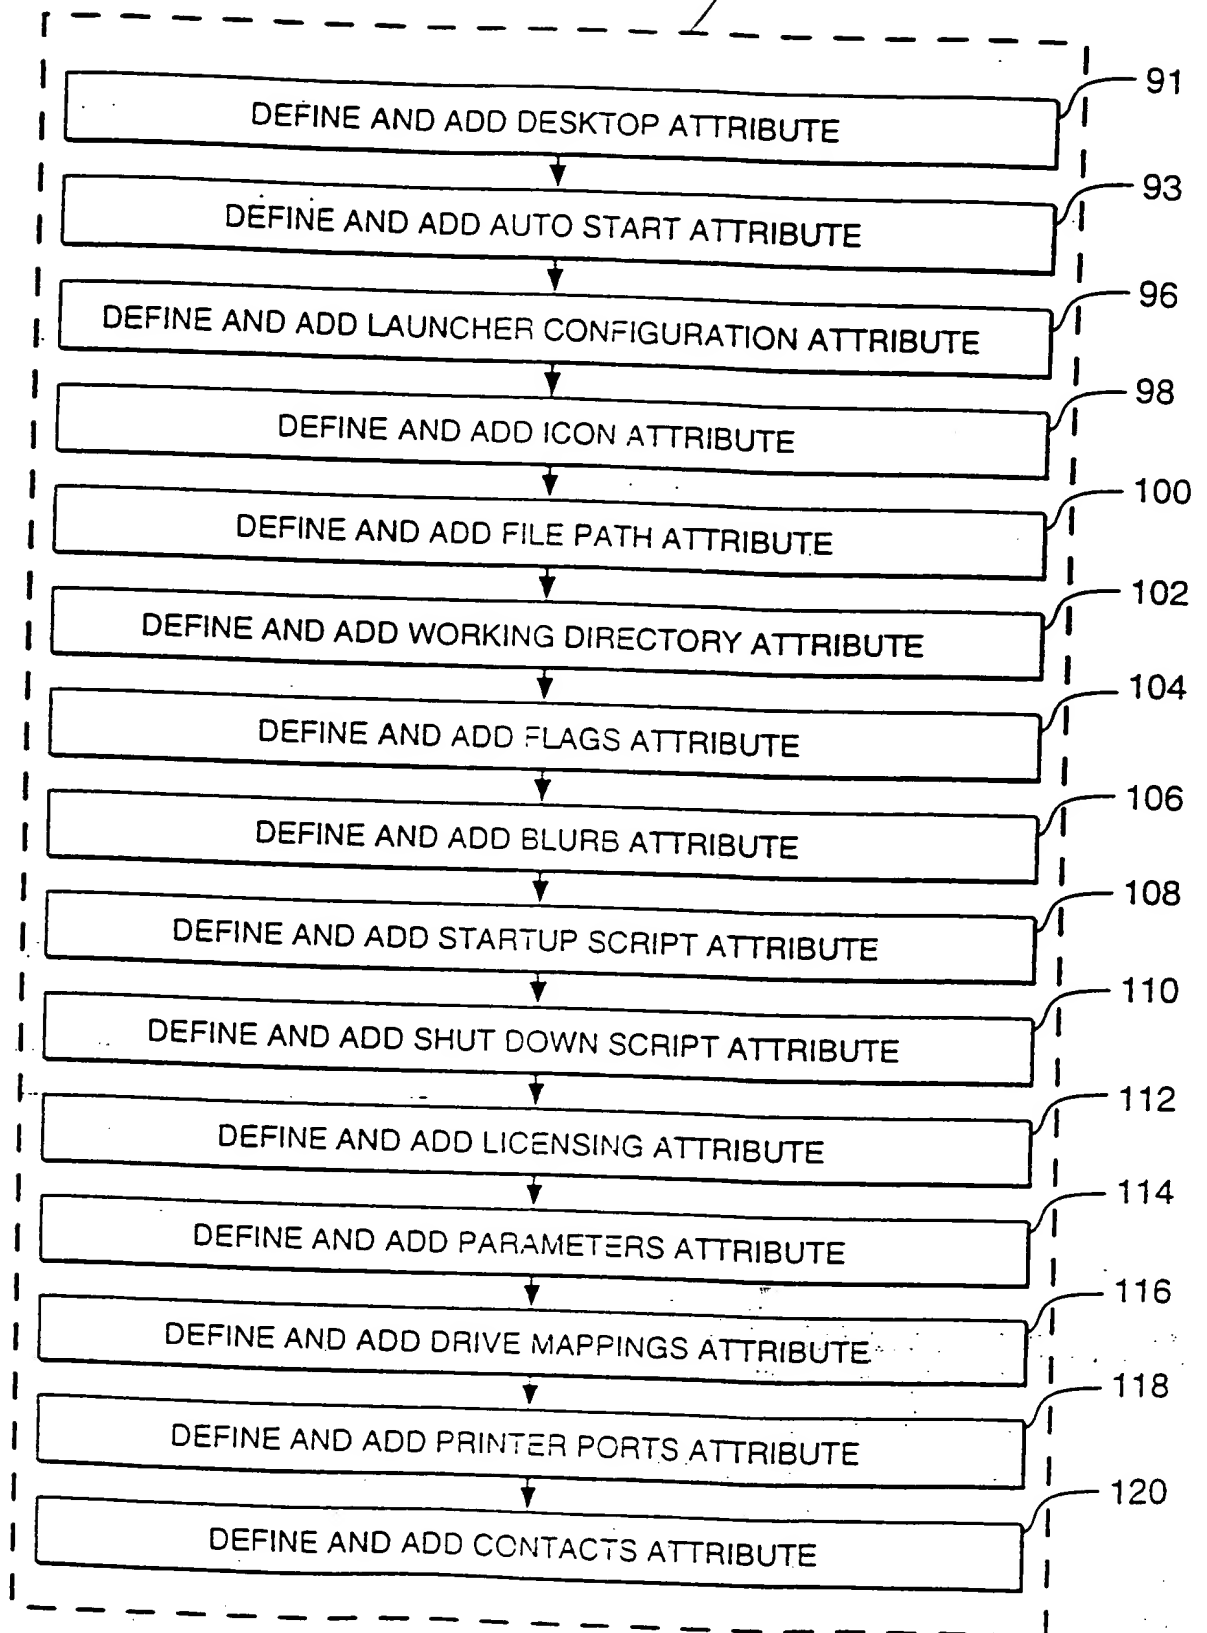 91
DEFINE AND ADD DESKTOP ATTRIBUTE
93
DEFINE AND ADD AUTO START ATTRIBUTE
96
DEFINE AND ADD LAUNCHER CONFIGURATION ATTRIBUTE
98
DEFINE AND ADD ICON ATTRIBUTE
100
DEFINE AND ADD FILE PATH ATTRIBUTE
102
DEFINE AND ADD WORKING DIRECTORY ATTRIBUTE
104
DEFINE AND ADD FLAGS ATTRIBUTE
106
DEFINE AND ADD BLURB ATTRIBUTE
108
DEFINE AND ADD STARTUP SCRIPT ATTRIBUTE
110
DEFINE AND ADD SHUT DOWN SCRIPT ATTRIBUTE
112
DEFINE AND ADD LICENSING ATTRIBUTE
114
DEFINE AND ADD PARAMETERS ATTRIBUTE
116
DEFINE AND ADD DRIVE MAPPINGS ATTRIBUTE
118
DEFINE AND ADD PRINTER PORTS ATTRIBUTE
120
DEFINE AND ADD CONTACTS ATTRIBUTE